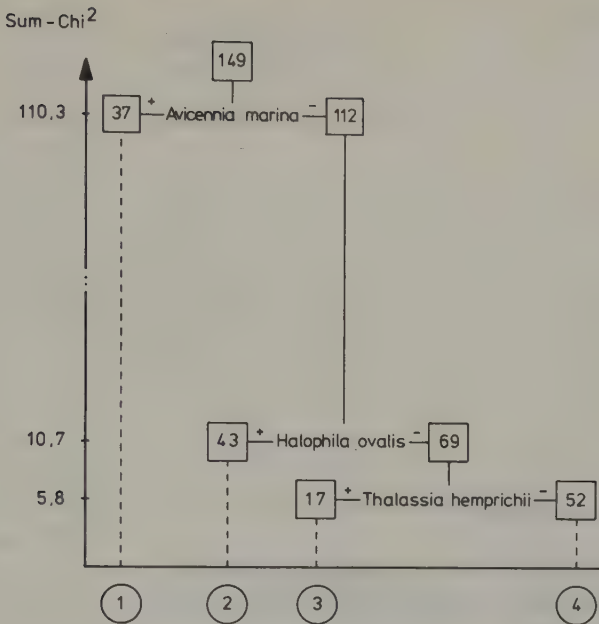 Sum-Chi²
149
110,3 37 + Avicennia marina - 112
10,7 43 + Halophila ovalis - 69
5,8 17 + Thalassia hemprichii - 52
1 2 3 4